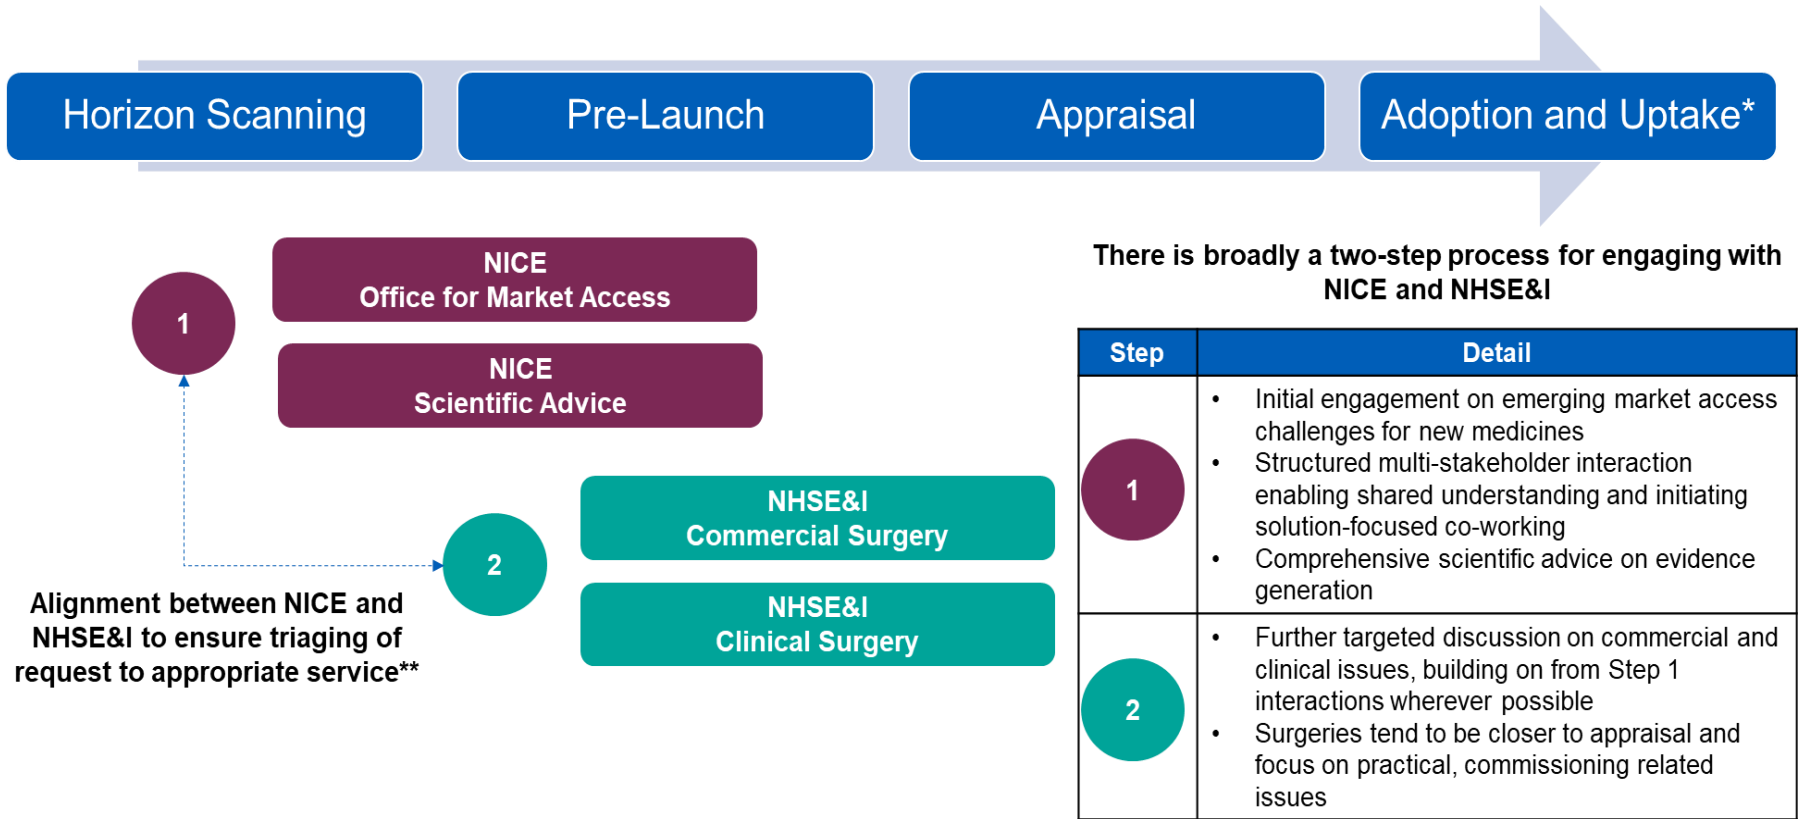 Horizon Scanning
Pre-Launch
Appraisal
Adoption and Uptake*
1
NICE
Office for Market Access
NICE
Scientific Advice
2
NHSE&I
Commercial Surgery
NHSE&I
Clinical Surgery
Alignment between NICE and
NHSE&I to ensure triaging of
request to appropriate service**
There is broadly a two-step process for engaging with
NICE and NHSE&I
Step
Detail
1
• Initial engagement on emerging market access
challenges for new medicines
• Structured multi-stakeholder interaction
enabling shared understanding and initiating
solution-focused co-working
• Comprehensive scientific advice on evidence
generation
2
• Further targeted discussion on commercial and
clinical issues, building on from Step 1
interactions wherever possible
• Surgeries tend to be closer to appraisal and
focus on practical, commissioning related
issues